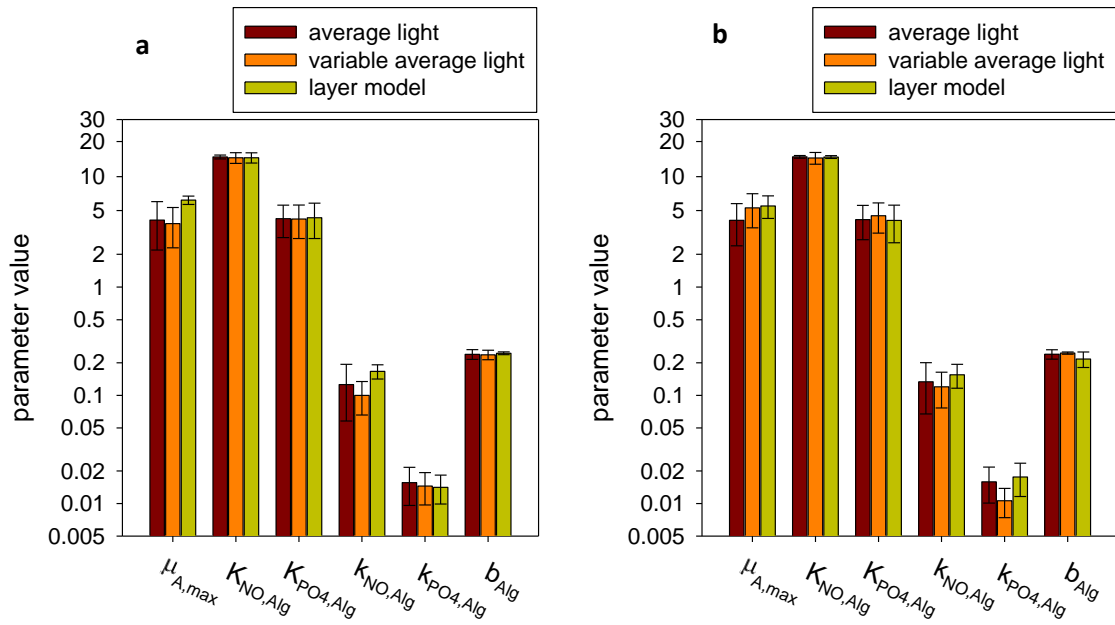 a
average light
variable average light
layer model
30
20
10
5
2
1
0.5
0.2
0.1
0.05
0.02
0.01
0.005
parameter value
μA,max
KNO,Alg
KPO4,Alg
kNO,Alg
kPO4,Alg
bAlg
b
average light
variable average light
layer model
30
20
10
5
2
1
0.5
0.2
0.1
0.05
0.02
0.01
0.005
parameter value
μA,max
KNO,Alg
KPO4,Alg
kNO,Alg
kPO4,Alg
bAlg